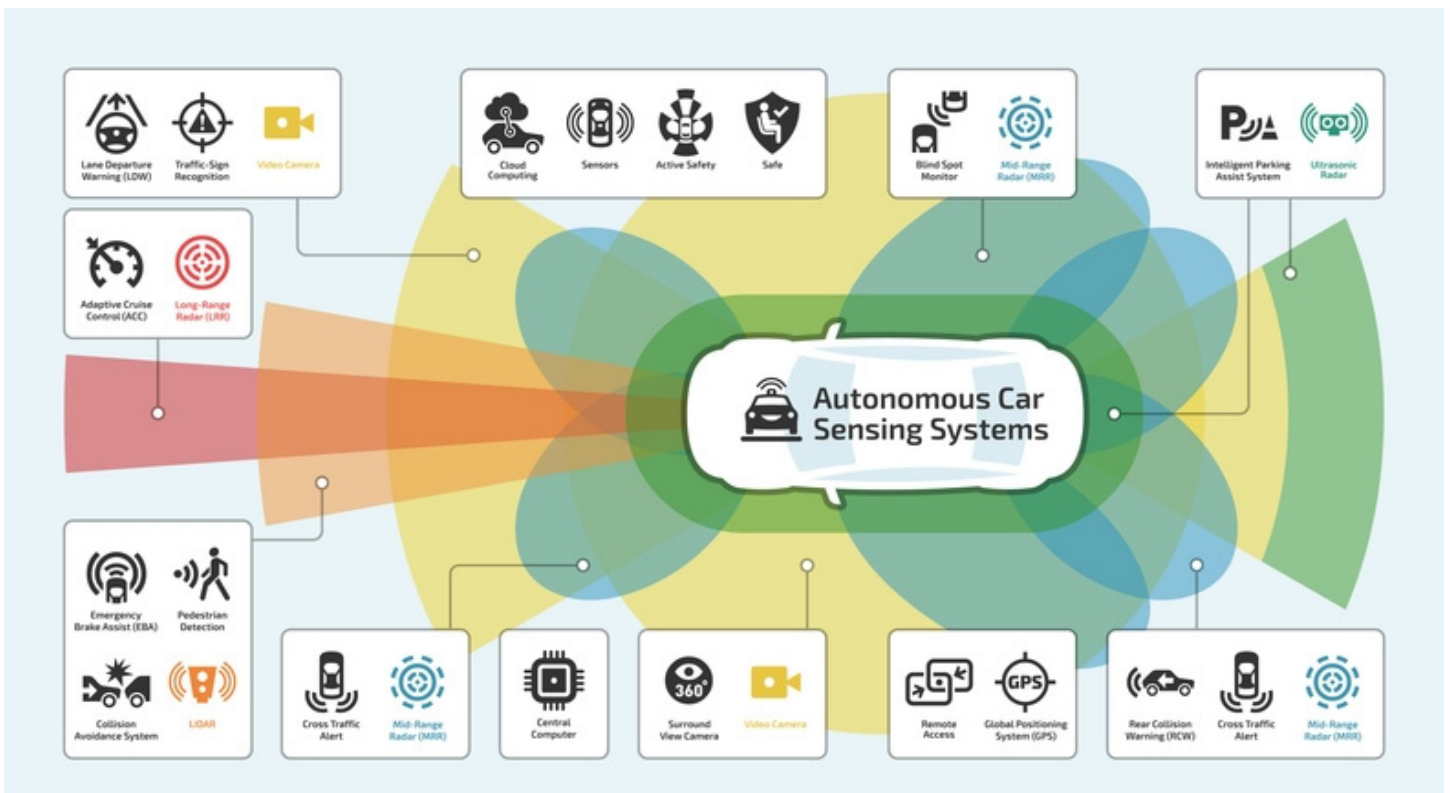 Lane Departure
Warning (LDW)
Traffic-Sign
Recognition
Video Camera
Cloud
Computing
Sensors
Active Safety
Safe
Blind Spot
Monitor
Mid-Range
Radar (MRR)
P
Intelligent Parking
Assist System
Ultrasonic
Radar
Adaptive Cruise
Control (ACC)
Long-Range
Radar (LRR)
Autonomous Car
Sensing Systems
Emergency
Brake Assist (EBA)
Pedestrian
Detection
Collision
Avoidance System
LiDAR
Cross Traffic
Alert
Mid-Range
Radar (MRR)
Central
Computer
360°
Surround
View Camera
Video Camera
Remote
Access
GPS
Global Positioning
System (GPS)
Rear Collision
Warning (RCW)
Cross Traffic
Alert
Mid-Range
Radar (MRR)